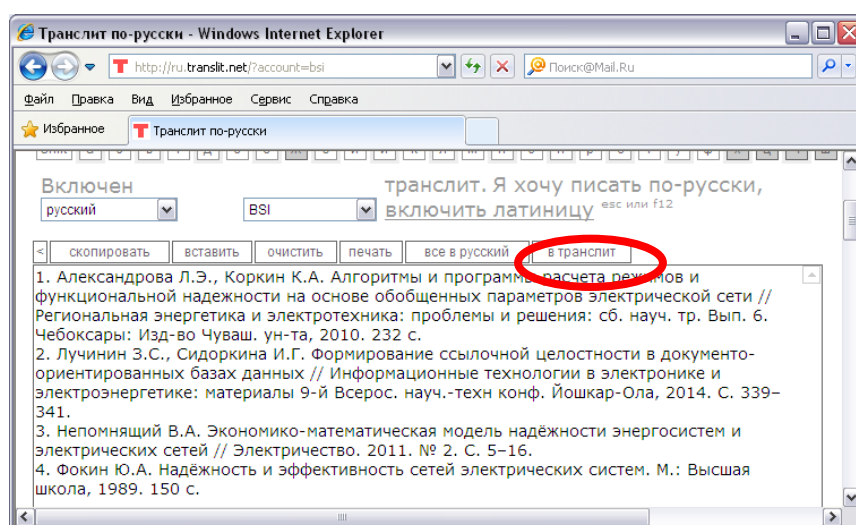 Транслит по-русски - Windows Internet Explorer
http://ru.translit.net/?account=bsi
Поиск@Mail.Ru
Файл Правка Вид Избранное Сервис Справка
Избранное
Транслит по-русски
Включен
русский
BSI
транслит. Я хочу писать по-русски,
включить латиницу esc или f12
< скопировать вставить очистить печать все в русский в транслит
1. Александрова Л.Э., Коркин К.А. Алгоритмы и программы расчета режимов и
функциональной надежности на основе обобщенных параметров электрической сети //
Региональная энергетика и электротехника: проблемы и решения: сб. науч. тр. Вып. 6.
Чебоксары: Изд-во Чуваш. ун-та, 2010. 232 с.
2. Лучинин З.С., Сидоркина И.Г. Формирование ссылочной целостности в документо-
ориентированных базах данных // Информационные технологии в электронике и
электроэнергетике: материалы 9-й Всерос. науч.-техн конф. Йошкар-Ола, 2014. С. 339–
341.
3. Непомнящий В.А. Экономико-математическая модель надёжности энергосистем и
электрических сетей // Электричество. 2011. № 2. С. 5–16.
4. Фокин Ю.А. Надёжность и эффективность сетей электрических систем. М.: Высшая
школа, 1989. 150 с.